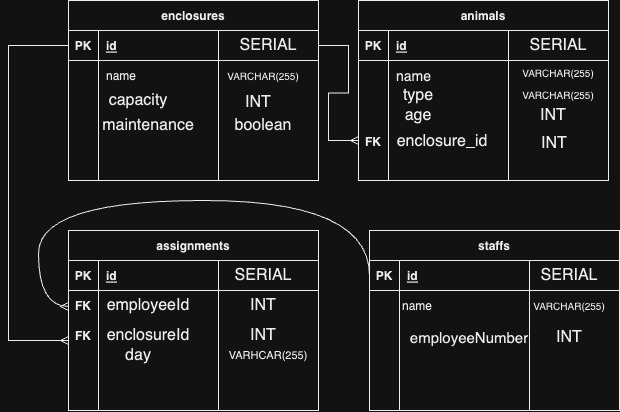 enclosures
PK id SERIAL
name VARCHAR(255)
capacity INT
maintenance boolean
animals
PK id SERIAL
name VARCHAR(255)
type VARCHAR(255)
age INT
FK enclosure_id INT
assignments
PK id SERIAL
FK employeeId INT
FK enclosureId INT
day VARHCAR(255)
staffs
PK id SERIAL
name VARCHAR(255)
employeeNumber INT